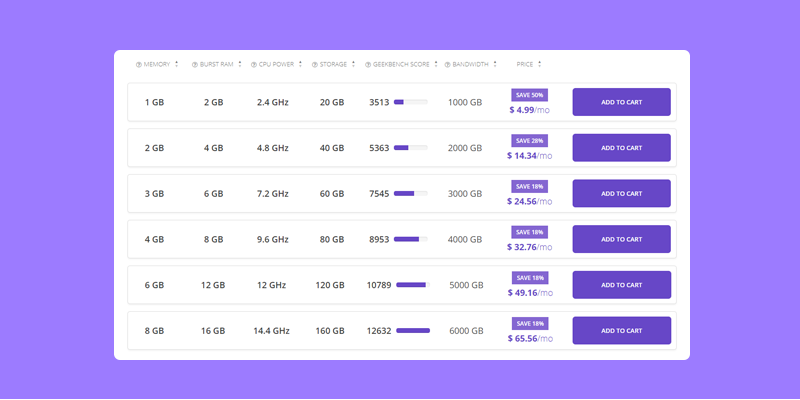 MEMORY BURST RAM CPU POWER STORAGE GEEKBENCH SCORE BANDWIDTH PRICE
SAVE 50%
1 GB 2 GB 2.4 GHz 20 GB 3513 1000 GB $ 4.99/mo ADD TO CART
SAVE 28%
2 GB 4 GB 4.8 GHz 40 GB 5363 2000 GB $ 14.34/mo ADD TO CART
SAVE 18%
3 GB 6 GB 7.2 GHz 60 GB 7545 3000 GB $ 24.56/mo ADD TO CART
SAVE 18%
4 GB 8 GB 9.6 GHz 80 GB 8953 4000 GB $ 32.76/mo ADD TO CART
SAVE 18%
6 GB 12 GB 12 GHz 120 GB 10789 5000 GB $ 49.16/mo ADD TO CART
SAVE 18%
8 GB 16 GB 14.4 GHz 160 GB 12632 6000 GB $ 65.56/mo ADD TO CART